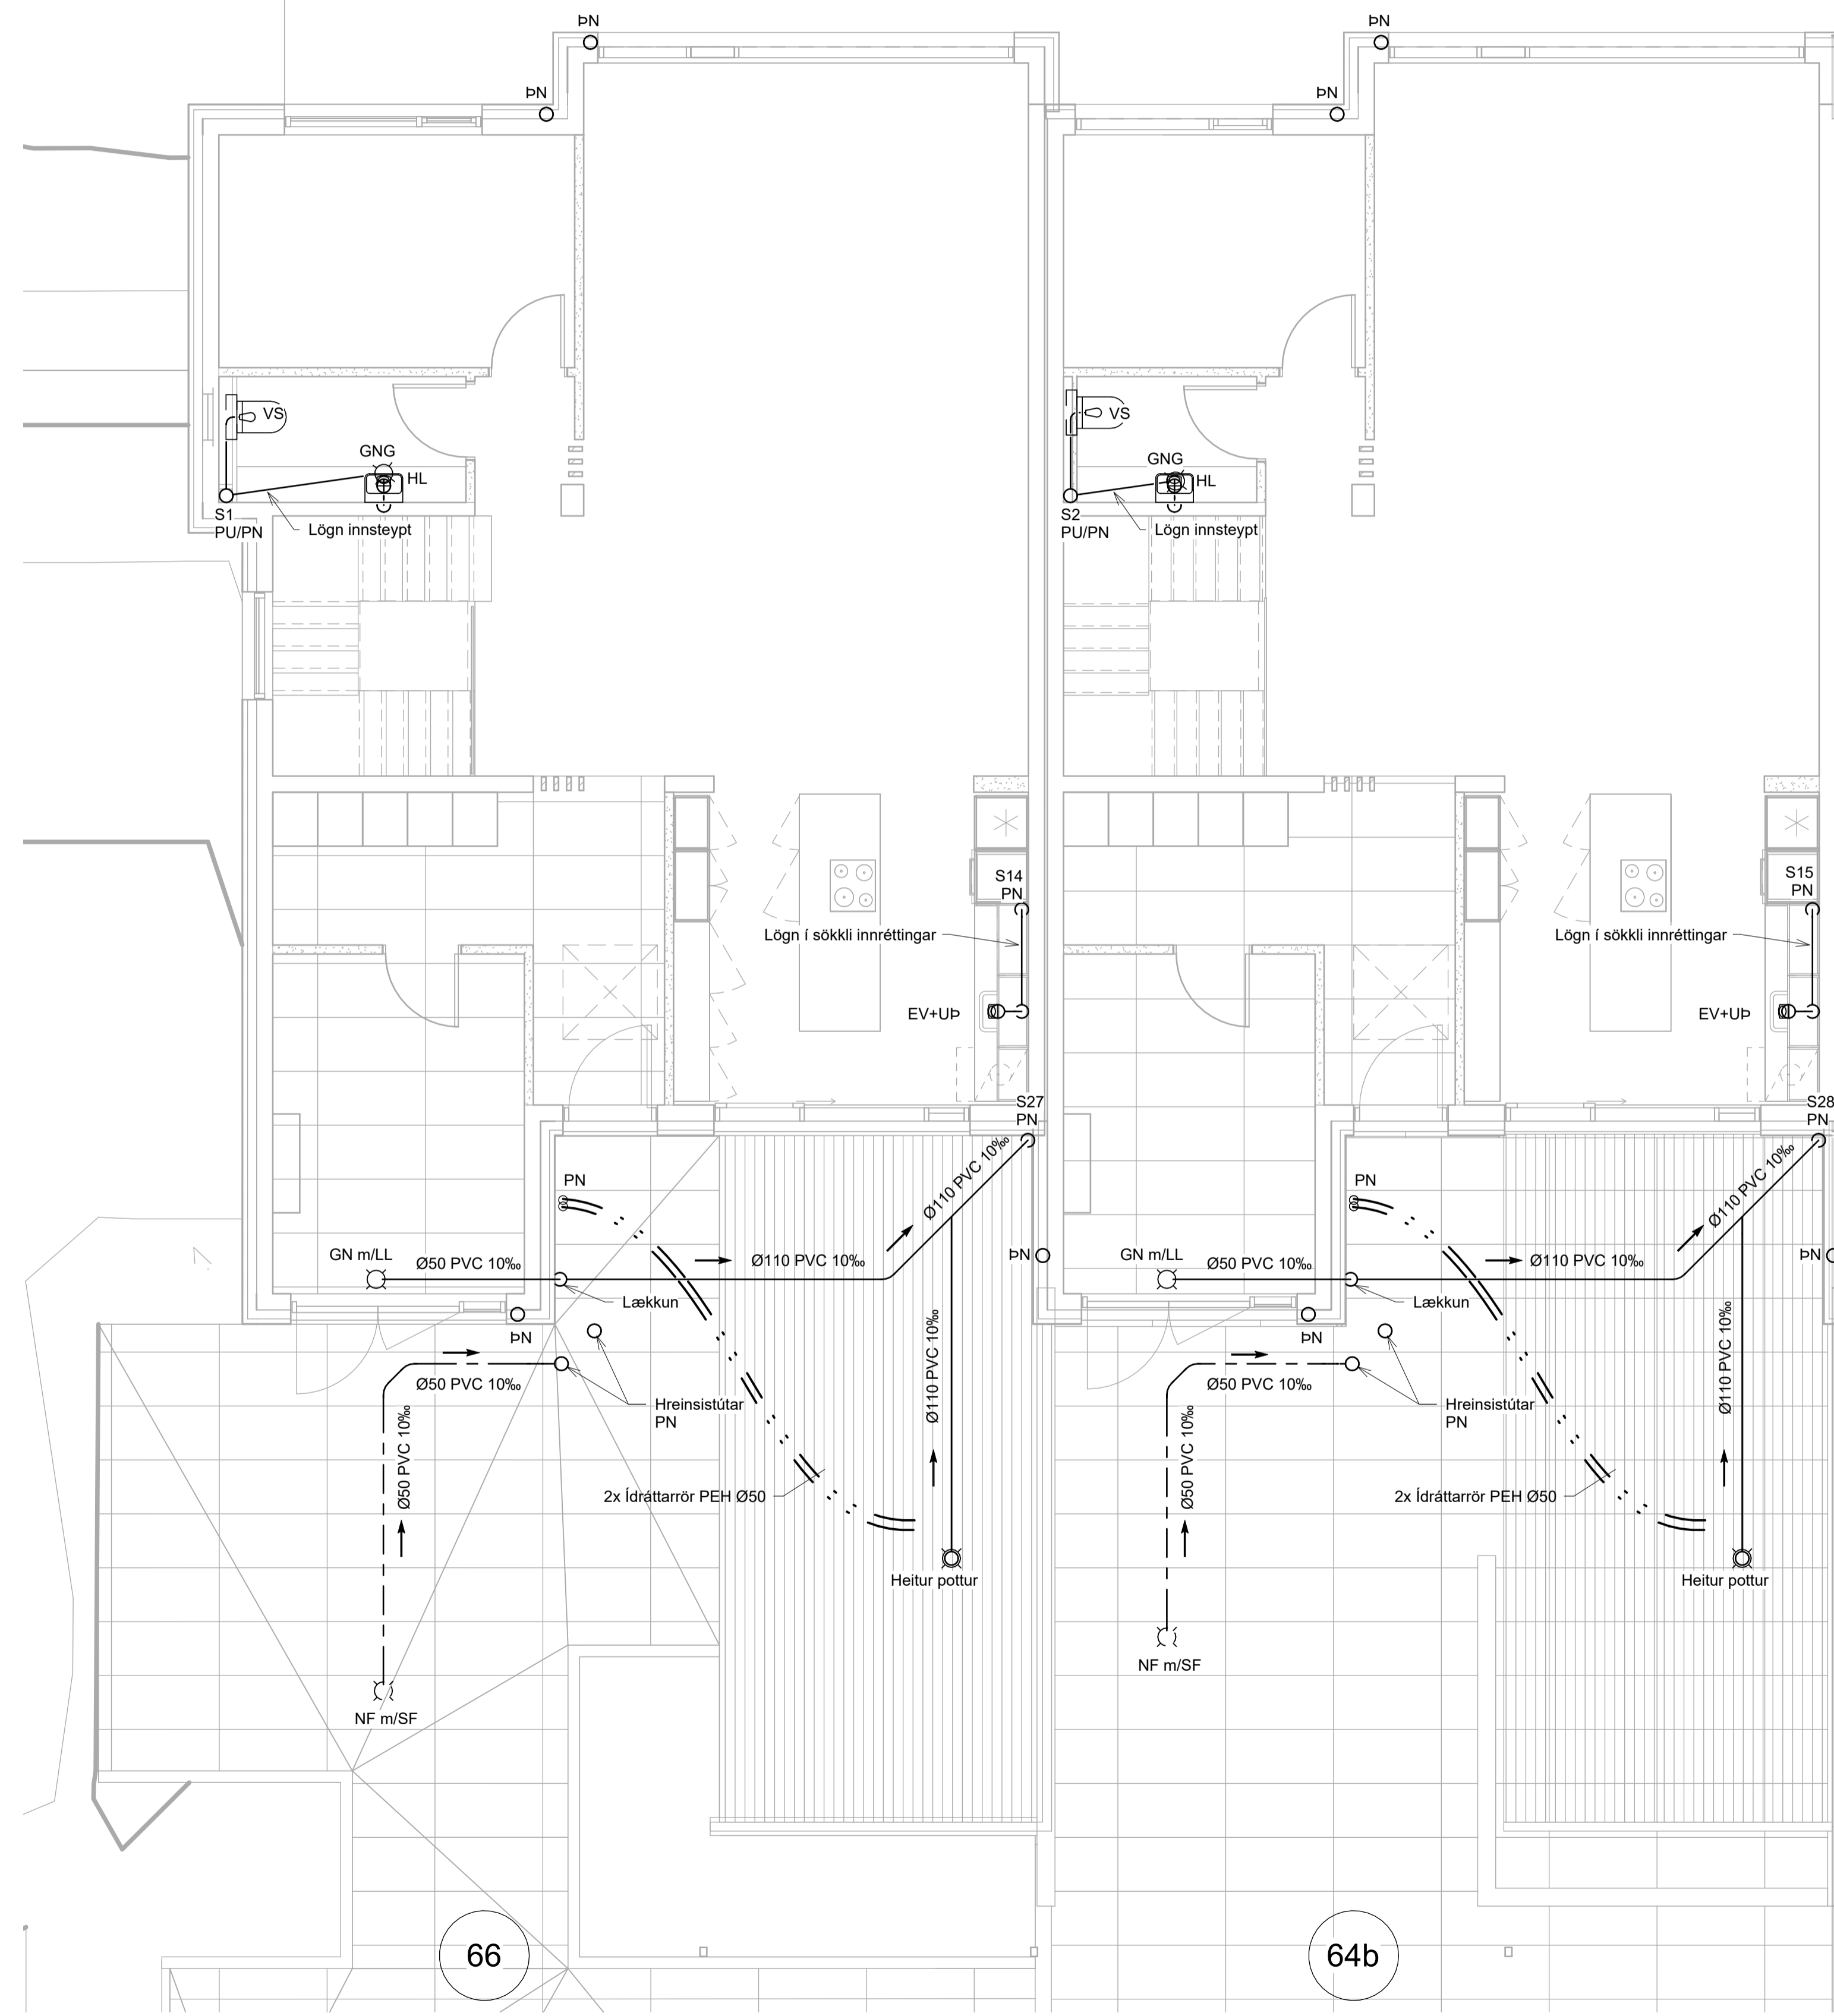 ÞN
ÞN
ÞN
ÞN
VS
GNG
HL
S1
PU/PN
Lögn innsteypt
VS
GNG
HL
S2
PU/PN
Lögn innsteypt
S14
PN
Lögn í sökkli innréttingar
EV+UÞ
S27
PN
S15
PN
Lögn í sökkli innréttingar
EV+UÞ
S28
PN
PN
Ø110 PVC 10‰
GN m/LL
Ø50 PVC 10‰
Ø110 PVC 10‰
ÞN
Lækkun
ÞN
Ø50 PVC 10‰
Ø50 PVC 10‰
Hreinsistútar
PN
Ø110 PVC 10‰
2x Ídráttarrör PEH Ø50
Heitur pottur
NF m/SF
PN
Ø110 PVC 10‰
GN m/LL
Ø50 PVC 10‰
Ø110 PVC 10‰
ÞN
Lækkun
ÞN
Ø50 PVC 10‰
Ø50 PVC 10‰
Hreinsistútar
PN
Ø110 PVC 10‰
2x Ídráttarrör PEH Ø50
Heitur pottur
NF m/SF
66
64b